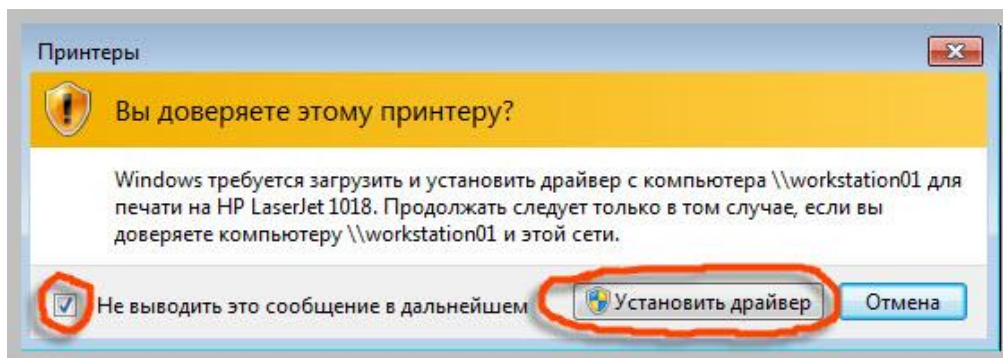 Принтеры
Вы доверяете этому принтеру?
Windows требуется загрузить и установить драйвер с компьютера \\workstation01 для
печати на HP LaserJet 1018. Продолжать следует только в том случае, если вы
доверяете компьютеру \\workstation01 и этой сети.
Не выводить это сообщение в дальнейшем Установить драйвер Отмена